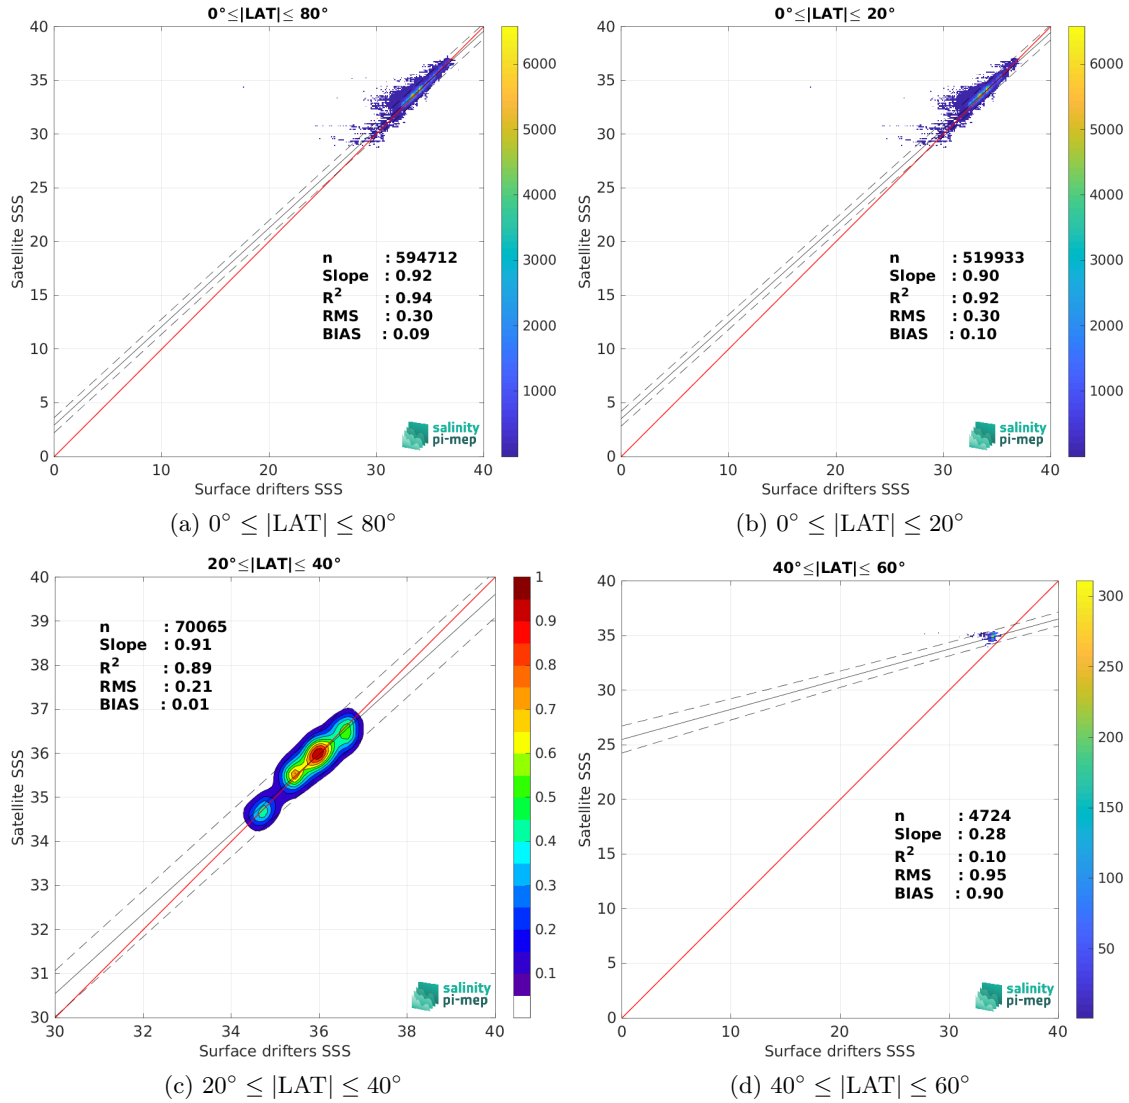 0°≤|LAT|≤ 80°
40
35
30
25
20
15
10
5
0
Satellite SSS
0
10
20
30
40
Surface drifters SSS
n : 594712
Slope : 0.92
R2 : 0.94
RMS : 0.30
BIAS : 0.09
salinity
pi-mep
6000
5000
4000
3000
2000
1000
(a) 0° ≤ |LAT| ≤ 80°
0°≤|LAT|≤ 20°
40
35
30
25
20
15
10
5
0
Satellite SSS
0
10
20
30
40
Surface drifters SSS
n : 519933
Slope : 0.90
R2 : 0.92
RMS : 0.30
BIAS : 0.10
salinity
pi-mep
6000
5000
4000
3000
2000
1000
(b) 0° ≤ |LAT| ≤ 20°
20°≤|LAT|≤ 40°
40
39
38
37
36
35
34
33
32
31
30
Satellite SSS
30
32
34
36
38
40
Surface drifters SSS
n : 70065
Slope : 0.91
R2 : 0.89
RMS : 0.21
BIAS : 0.01
salinity
pi-mep
1
0.9
0.8
0.7
0.6
0.5
0.4
0.3
0.2
0.1
(c) 20° ≤ |LAT| ≤ 40°
40°≤|LAT|≤ 60°
40
35
30
25
20
15
10
5
0
Satellite SSS
0
10
20
30
40
Surface drifters SSS
n : 4724
Slope : 0.28
R2 : 0.10
RMS : 0.95
BIAS : 0.90
salinity
pi-mep
300
250
200
150
100
50
(d) 40° ≤ |LAT| ≤ 60°